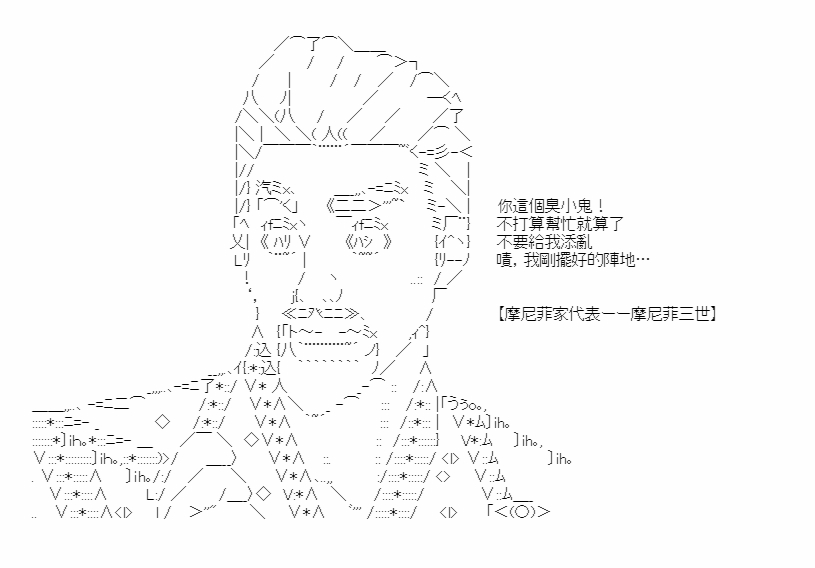 你這個臭小鬼！
不打算幫忙就算了
不要給我添亂
嘖，我剛擺好的陣地…
【摩尼菲家代表ーー摩尼菲三世】